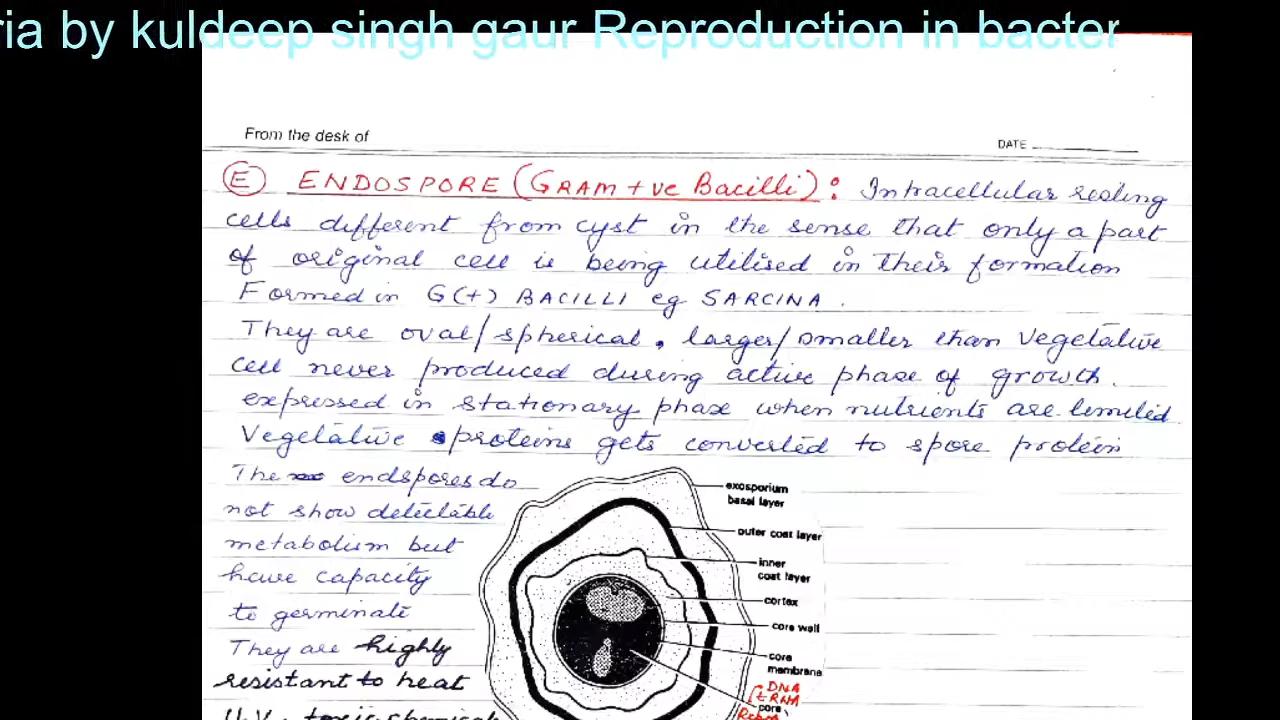 ria by kuldeep singh gaur Reproduction in bacter
From the desk of
DATE
E ENDOSPORE (GRAM +ve Bacilli) : Intracellular resting
cells different from cyst in the sense that only a part
of original cell is being utilised in their formation
Formed in G(+) BACILLI eg SARCINA .
They are oval/spherical. larger/smaller than vegetative
cell never produced during active phase of growth.
expressed in stationary phase when nutrients are limited
Vegetative proteins gets converted to spore protein
The endspores do
not show detectable
metabolism but
have capacity
to germinate
They are highly
resistant to heat
U.V. toxic chemical
exosporium
basal layer
outer coat layer
inner
coat layer
cortex
core wall
core
membrane
DNA
t RNA
core